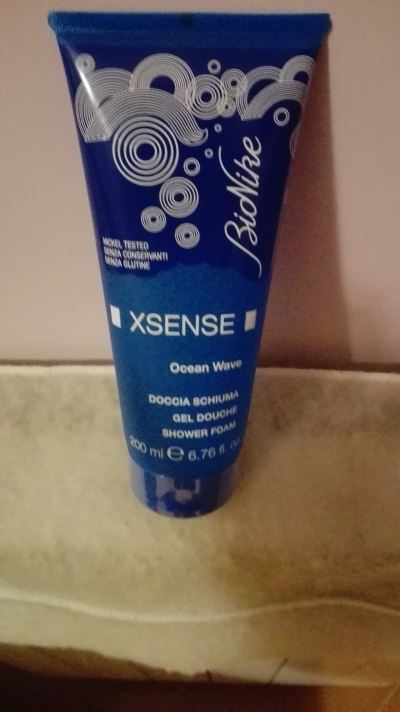 BioNike
NICKEL TESTED
SENZA CONSERVANTI
SENZA GLUTINE
XSENSE
Ocean Wave
DOCCIA SCHIUMA
GEL DOUCHE
SHOWER FOAM
200 ml e 6,76 fl. oz.